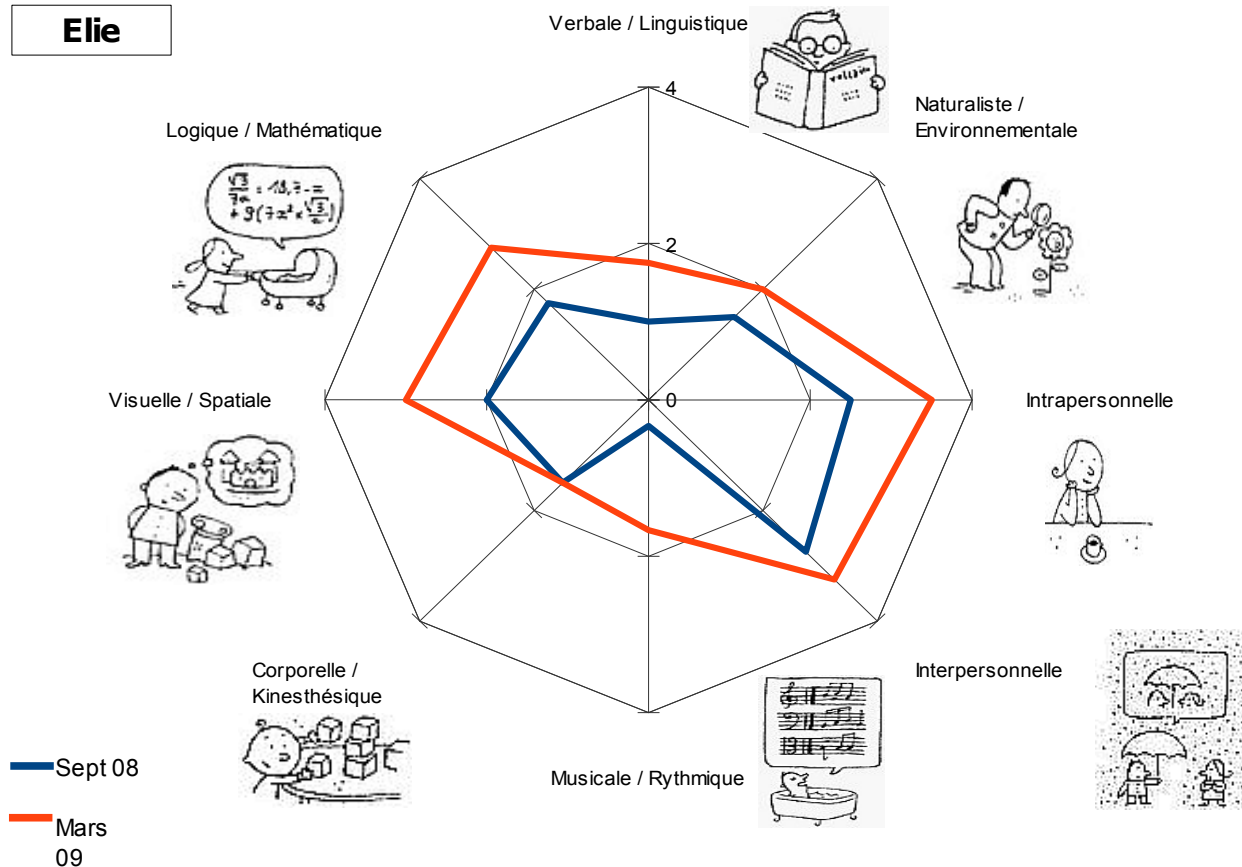 Elie
Verbale / Linguistique
4
Naturaliste /
Environnementale
Logique / Mathématique
2
Visuelle / Spatiale
0
Intrapersonnelle
Corporelle /
Kinesthésique
Interpersonnelle
Musicale / Rythmique
Sept 08
Mars
09